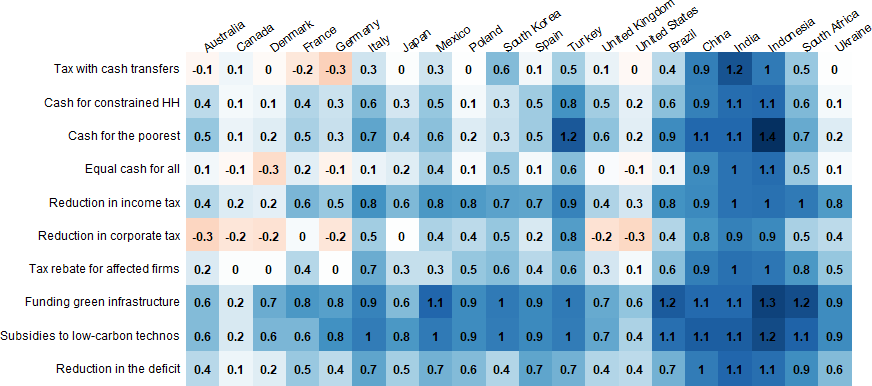 Australia Canada Denmark France Germany Italy Japan Mexico Poland South Korea Spain Turkey United Kingdom United States Brazil China India Indonesia South Africa Ukraine
Tax with cash transfers -0.1 0.1 0 -0.2 -0.3 0.3 0 0.3 0 0.6 0.1 0.5 0.1 0 0.4 0.9 1.2 1 0.5 0
Cash for constrained HH 0.4 0.1 0.1 0.4 0.3 0.6 0.3 0.5 0.1 0.3 0.5 0.8 0.5 0.2 0.6 0.9 1.1 1.1 0.6 0.1
Cash for the poorest 0.5 0.1 0.2 0.5 0.3 0.7 0.4 0.6 0.2 0.3 0.5 1.2 0.6 0.2 0.9 1.1 1.1 1.4 0.7 0.2
Equal cash for all 0.1 -0.1 -0.3 0.2 -0.1 0.1 0.2 0.4 0.1 0.5 0.1 0.6 0 -0.1 0.1 0.9 1 1.1 0.5 0.1
Reduction in income tax 0.4 0.2 0.2 0.6 0.5 0.8 0.6 0.8 0.8 0.7 0.7 0.9 0.4 0.3 0.8 0.9 1 1 1 0.8
Reduction in corporate tax -0.3 -0.2 -0.2 0 -0.2 0.5 0 0.4 0.4 0.5 0.2 0.8 -0.2 -0.3 0.4 0.8 0.9 0.9 0.5 0.4
Tax rebate for affected firms 0.2 0 0 0.4 0 0.7 0.3 0.3 0.5 0.6 0.4 0.6 0.3 0.1 0.6 0.9 1 1 0.8 0.5
Funding green infrastructure 0.6 0.2 0.7 0.8 0.8 0.9 0.6 1.1 0.9 1 0.9 1 0.7 0.6 1.2 1.1 1.1 1.3 1.2 0.9
Subsidies to low-carbon technos 0.6 0.2 0.6 0.6 0.8 1 0.8 1 0.9 1 0.9 1 0.7 0.4 1.1 1.1 1.1 1.2 1.1 0.9
Reduction in the deficit 0.4 0.1 0.2 0.5 0.4 0.7 0.5 0.7 0.6 0.4 0.7 0.7 0.4 0.4 0.7 1 1.1 1.1 0.9 0.6